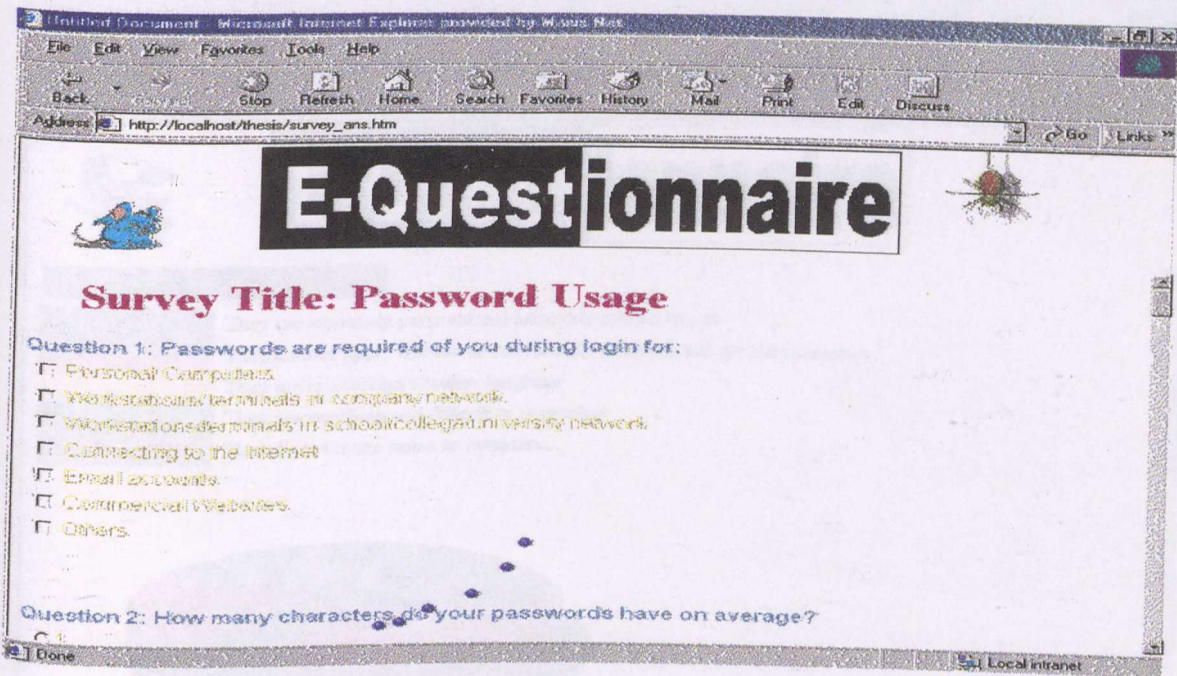 Untitled Document - Microsoft Internet Explorer provided by
File Edit View Favorites Tools Help
Back Stop Refresh Home Search Favorites History Mail Print Edit Discuss
Address http://localhost/thesis/survey_ans.htm Go Links »
E-Questionnaire
Survey Title: Password Usage
Question 1: Passwords are required of you during login for:
Personal Computers.
Workstations/terminals in company network.
Workstations/terminals in school/college/university network
Connecting to the Internet
Email accounts.
Commercial Websites.
Others.
Question 2: How many characters do your passwords have on average?
Done Local intranet